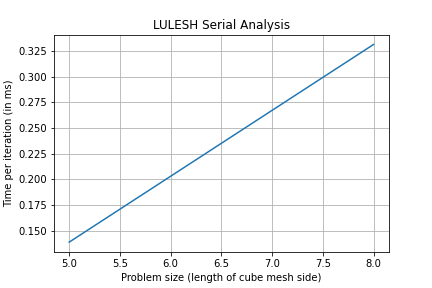 LULESH Serial Analysis
Time per iteration (in ms)
0.325
0.300
0.275
0.250
0.225
0.200
0.175
0.150
5.0 5.5 6.0 6.5 7.0 7.5 8.0
Problem size (length of cube mesh side)